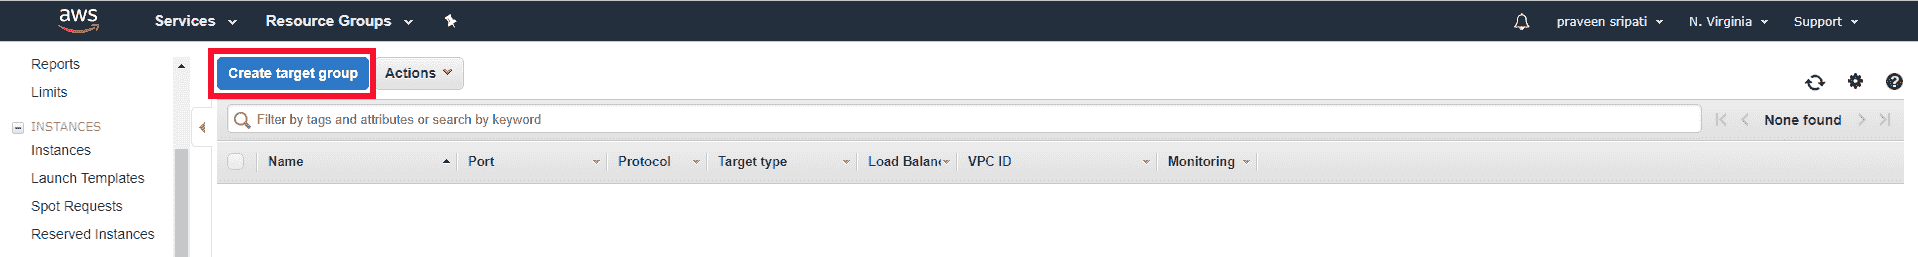 aws Services Resource Groups praveen sripati N. Virginia Support
Reports
Limits
INSTANCES
Instances
Launch Templates
Spot Requests
Reserved Instances
Create target group Actions
Filter by tags and attributes or search by keyword None found
Name Port Protocol Target type Load Balanc VPC ID Monitoring